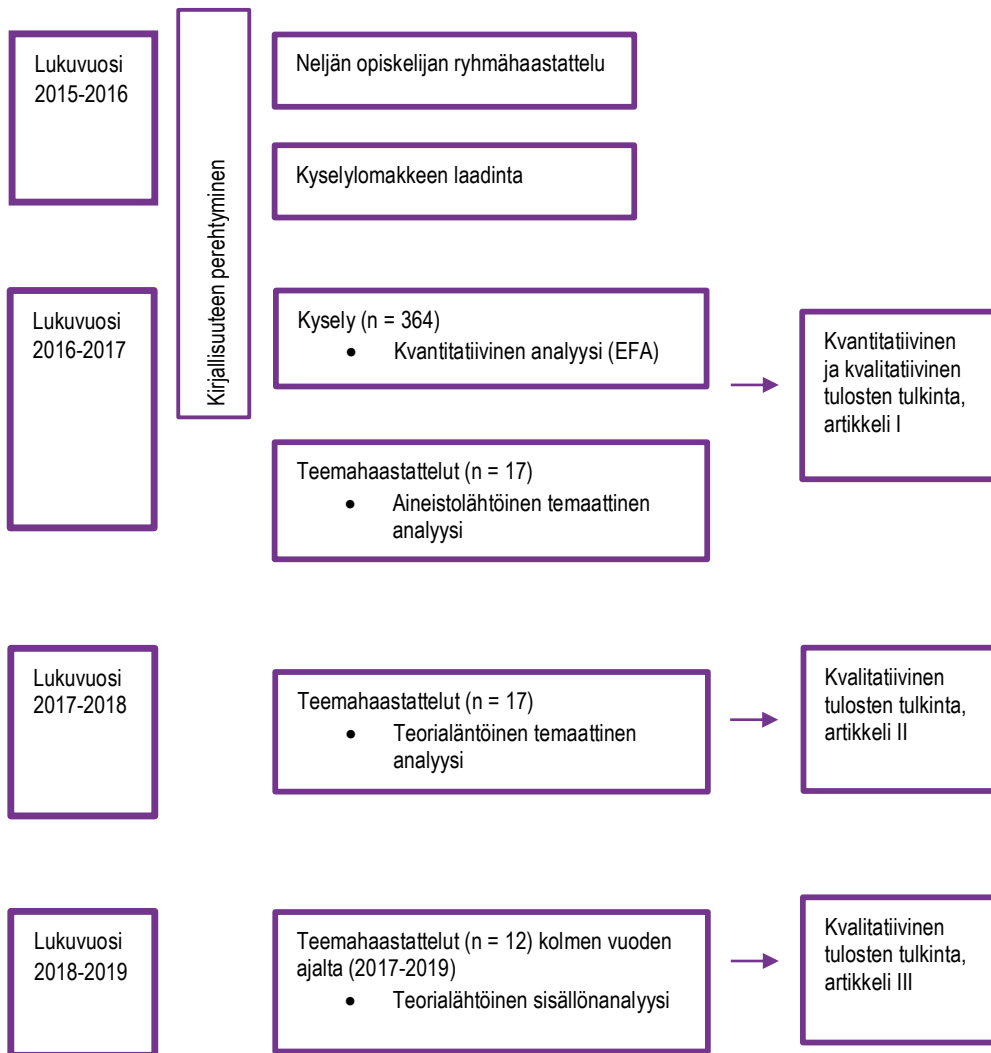 Lukuvuosi
2015-2016
Kirjallisuuteen perehtyminen
Neljän opiskelijan ryhmähaastattelu
Kyselylomakkeen laadinta
Lukuvuosi
2016-2017
Kysely (n = 364)
• Kvantitatiivinen analyysi (EFA)
Teemahaastattelut (n = 17)
• Aineistolähtöinen temaattinen
analyysi
Kvantitatiivinen
ja kvalitatiivinen
tulosten tulkinta,
artikkeli I
Lukuvuosi
2017-2018
Teemahaastattelut (n = 17)
• Teorialäntöinen temaattinen
analyysi
Kvalitatiivinen
tulosten tulkinta,
artikkeli II
Lukuvuosi
2018-2019
Teemahaastattelut (n = 12) kolmen vuoden
ajalta (2017-2019)
• Teorialähtöinen sisällönanalyysi
Kvalitatiivinen
tulosten tulkinta,
artikkeli III